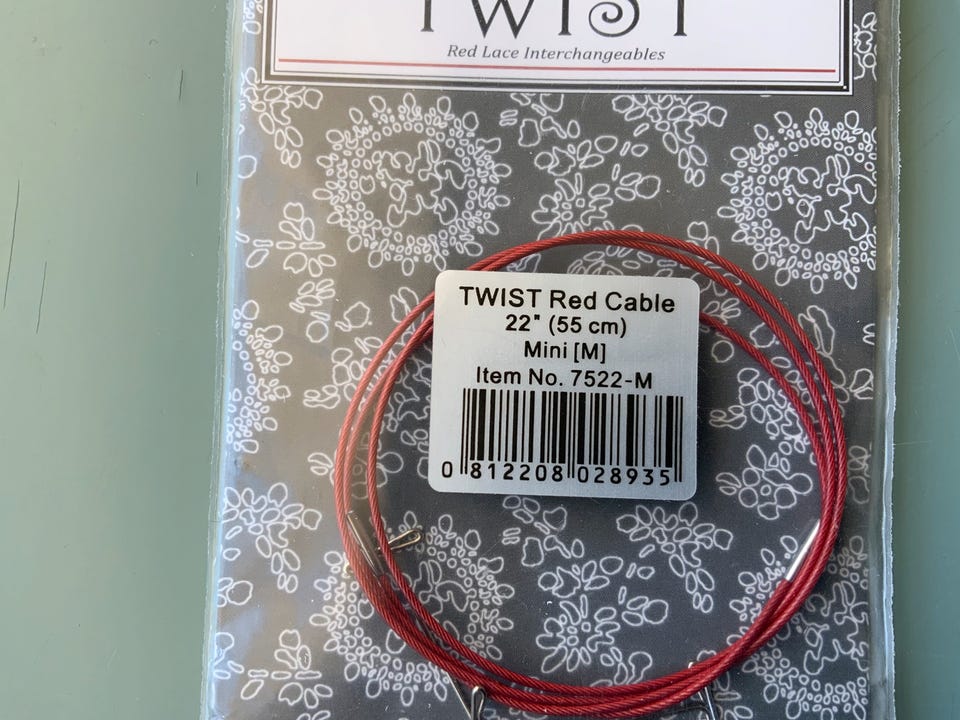 TWIST
Red Lace Interchangeables
TWIST Red Cable
22" (55 cm)
Mini [M]
Item No. 7522-M
0 812208 028935